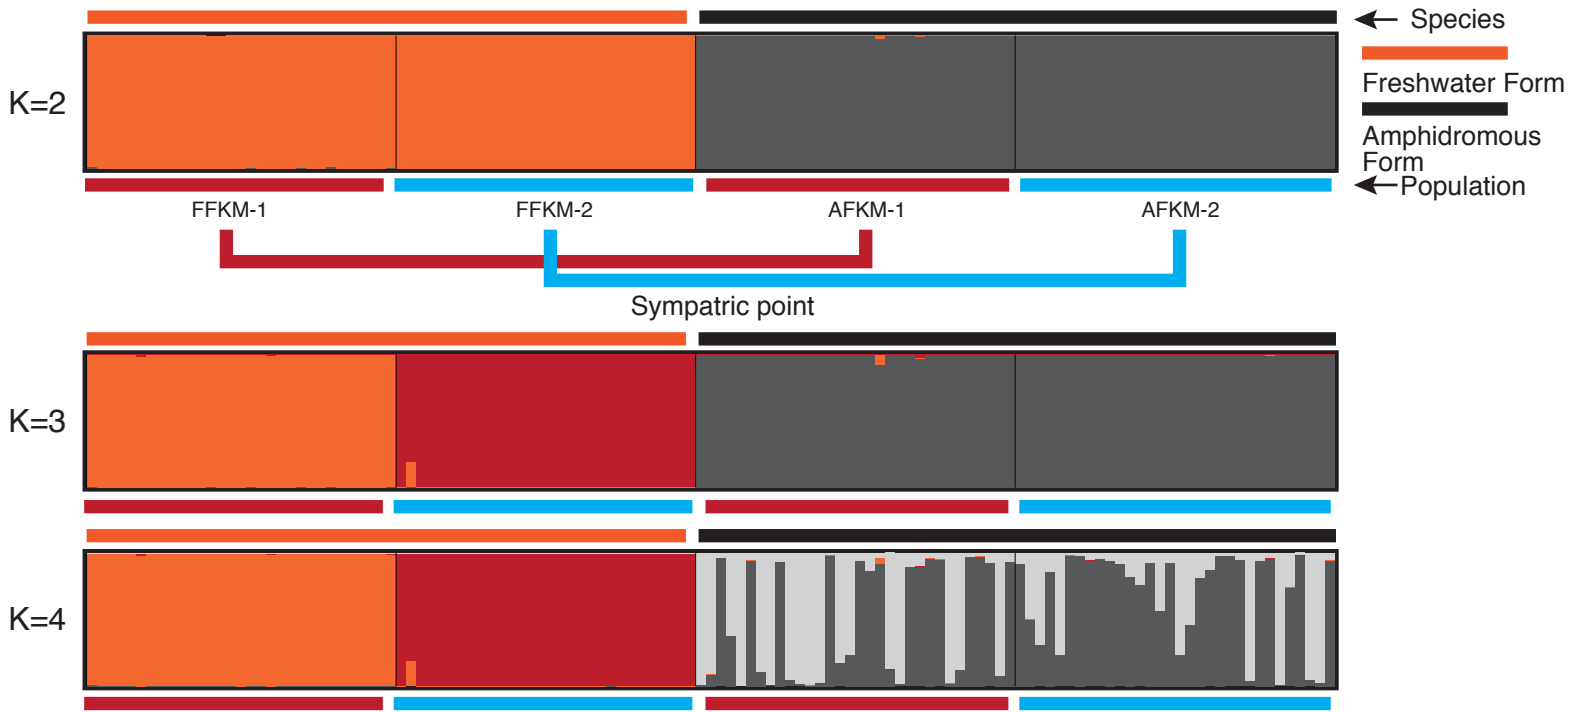 Species
Freshwater Form
K=2
Amphidromous
Form
Population
FFKM-1
FFKM-2
AFKM-1
AFKM-2
Sympatric point
K=3
K=4